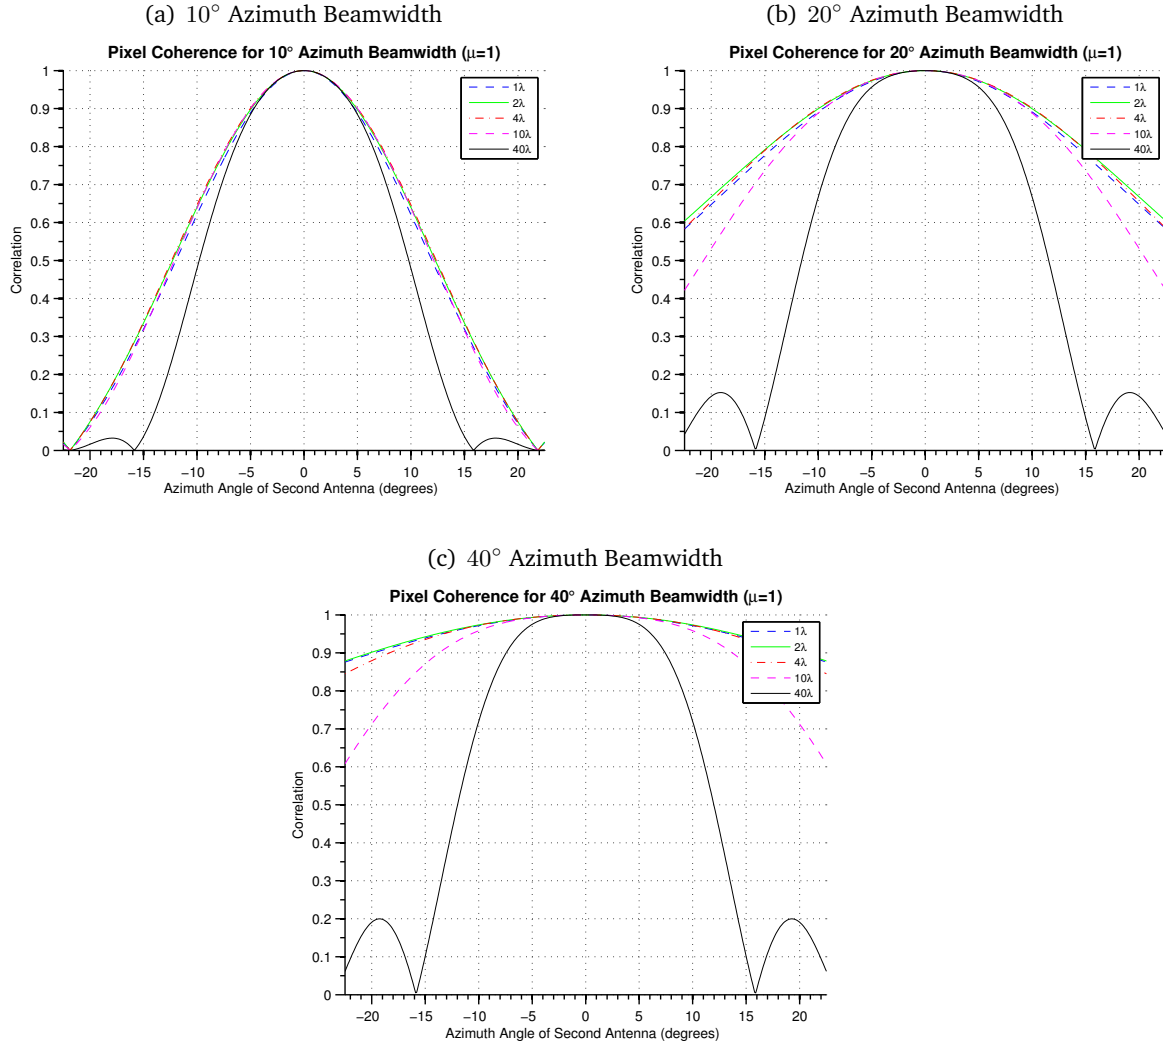 (a) 10° Azimuth Beamwidth
Pixel Coherence for 10° Azimuth Beamwidth (μ=1)
1
0.9
0.8
0.7
0.6
0.5
0.4
0.3
0.2
0.1
0
Correlation
1λ
2λ
4λ
10λ
40λ
−20 −15 −10 −5 0 5 10 15 20
Azimuth Angle of Second Antenna (degrees)
(b) 20° Azimuth Beamwidth
Pixel Coherence for 20° Azimuth Beamwidth (μ=1)
1
0.9
0.8
0.7
0.6
0.5
0.4
0.3
0.2
0.1
0
Correlation
1λ
2λ
4λ
10λ
40λ
−20 −15 −10 −5 0 5 10 15 20
Azimuth Angle of Second Antenna (degrees)
(c) 40° Azimuth Beamwidth
Pixel Coherence for 40° Azimuth Beamwidth (μ=1)
1
0.9
0.8
0.7
0.6
0.5
0.4
0.3
0.2
0.1
0
Correlation
1λ
2λ
4λ
10λ
40λ
−20 −15 −10 −5 0 5 10 15 20
Azimuth Angle of Second Antenna (degrees)